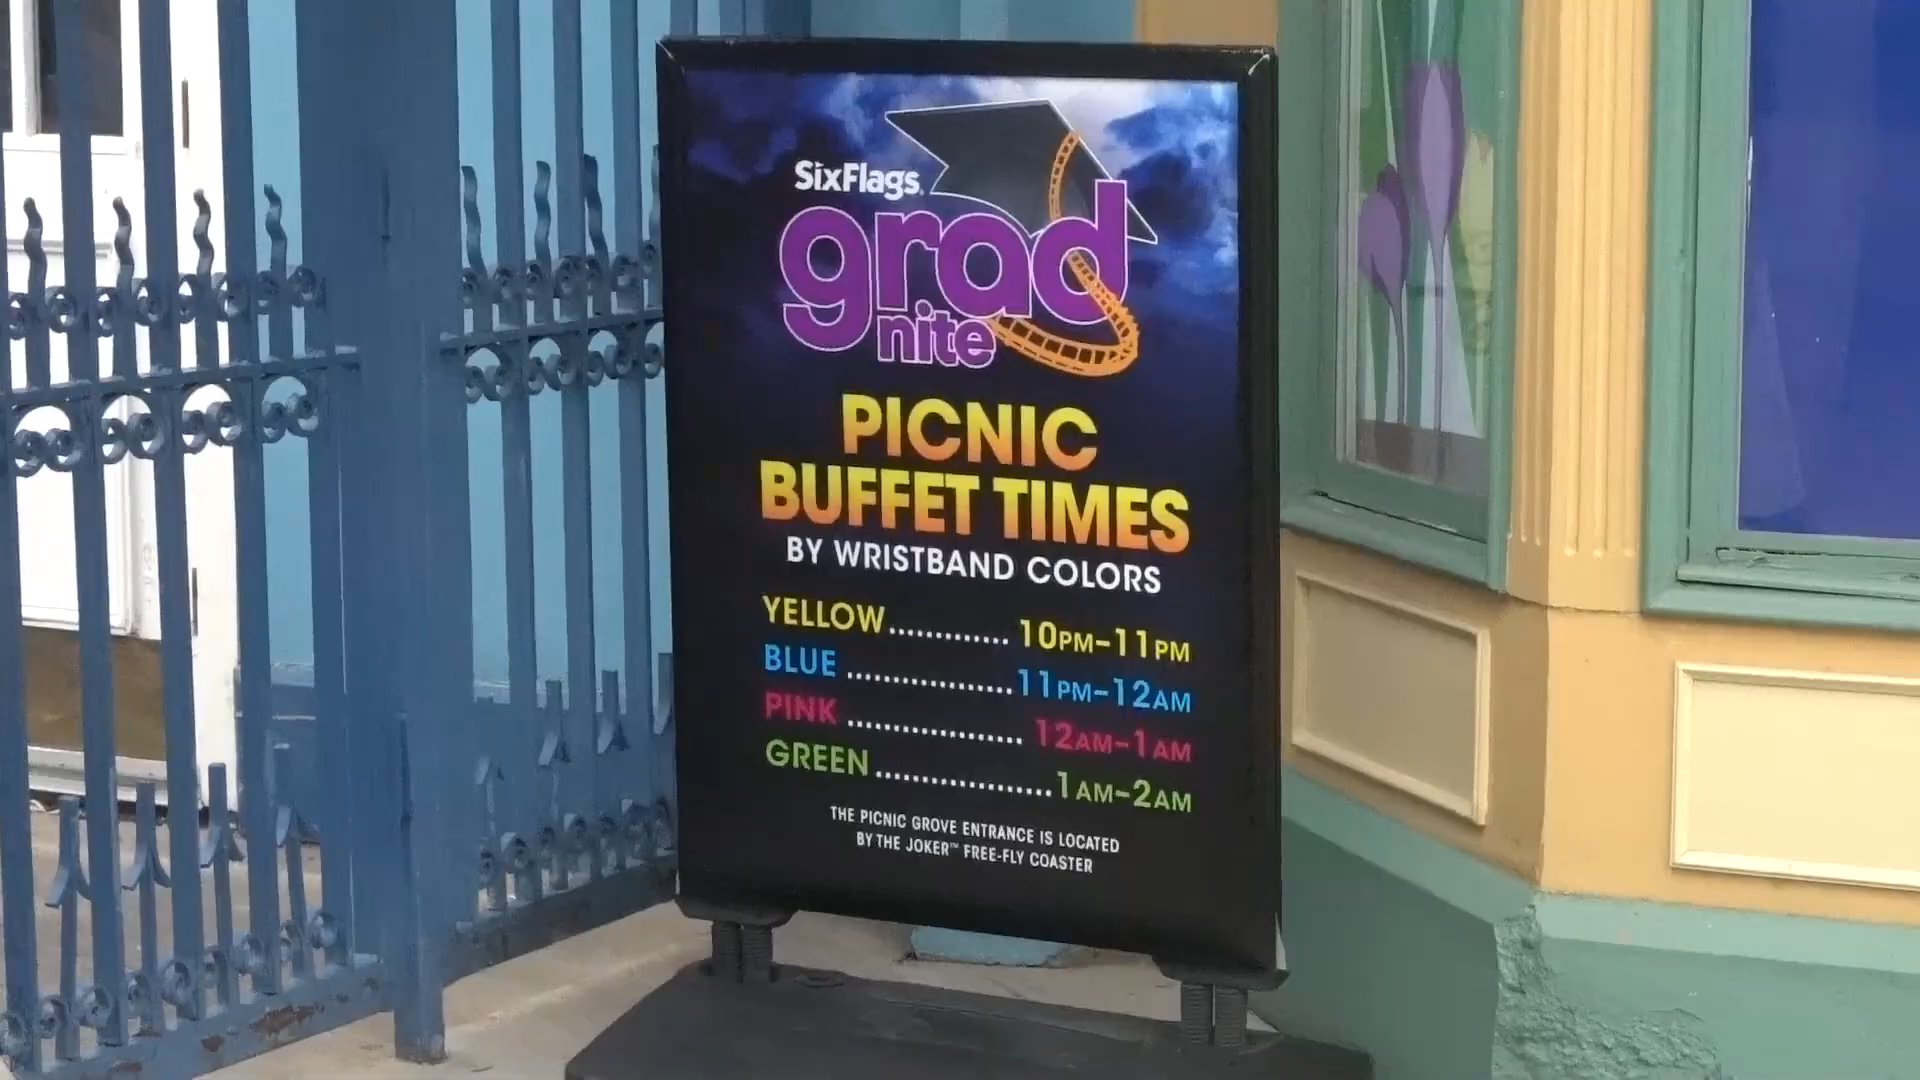 SixFlags
grad
nite
PICNIC
BUFFET TIMES
BY WRISTBAND COLORS
YELLOW............. 10PM–11PM
BLUE ..................11PM–12AM
PINK ................... 12AM–1AM
GREEN...................1AM–2AM
THE PICNIC GROVE ENTRANCE IS LOCATED
BY THE JOKER™ FREE-FLY COASTER